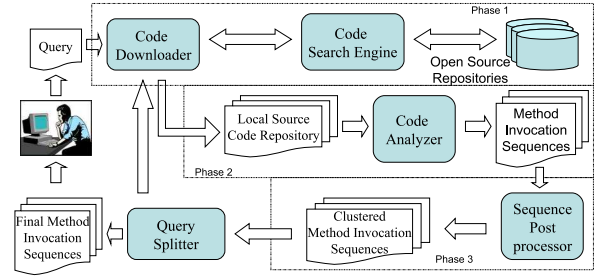 Phase 1
Query
Code
Downloader
Code
Search Engine
Open Source
Repositories
Local Source
Code Repository
Code
Analyzer
Method
Invocation
Sequences
Phase 2
Final Method
Invocation
Sequences
Query
Splitter
Clustered
Method Invocation
Sequences
Sequence
Post
processor
Phase 3